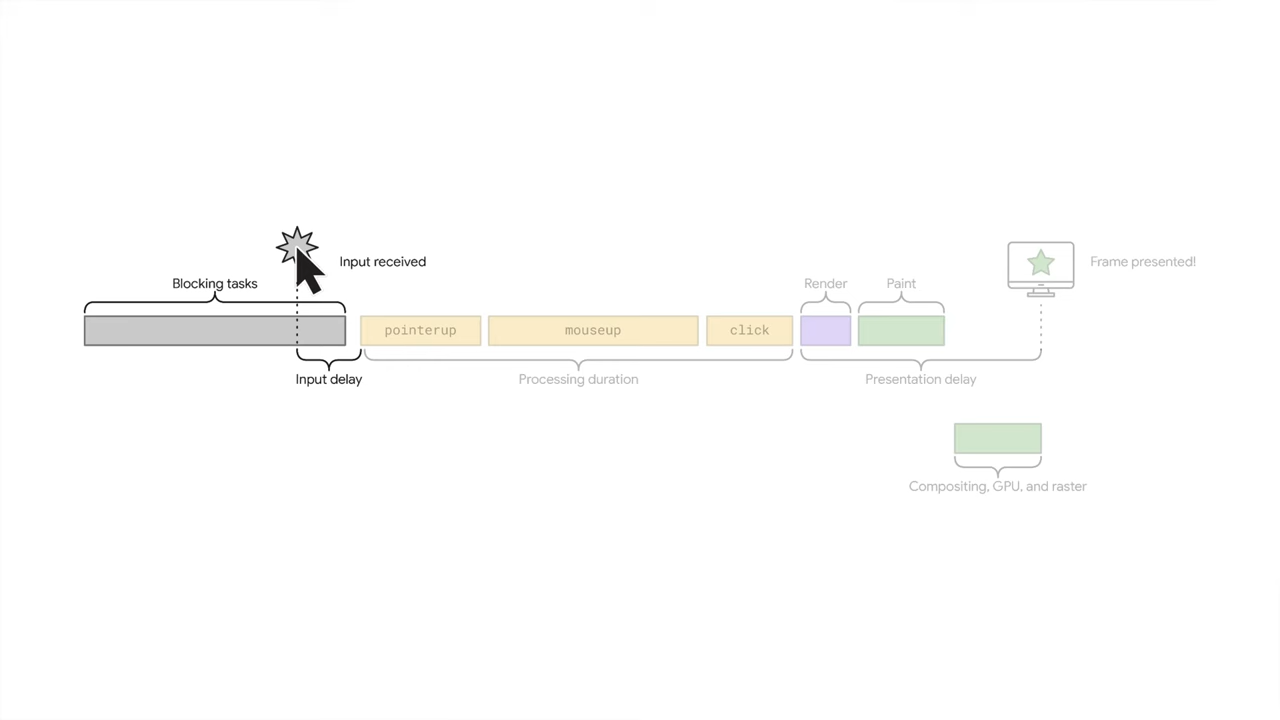 Input received
Frame presented!
Blocking tasks
Render
Paint
pointerup
mouseup
click
Input delay
Processing duration
Presentation delay
Compositing, GPU, and raster